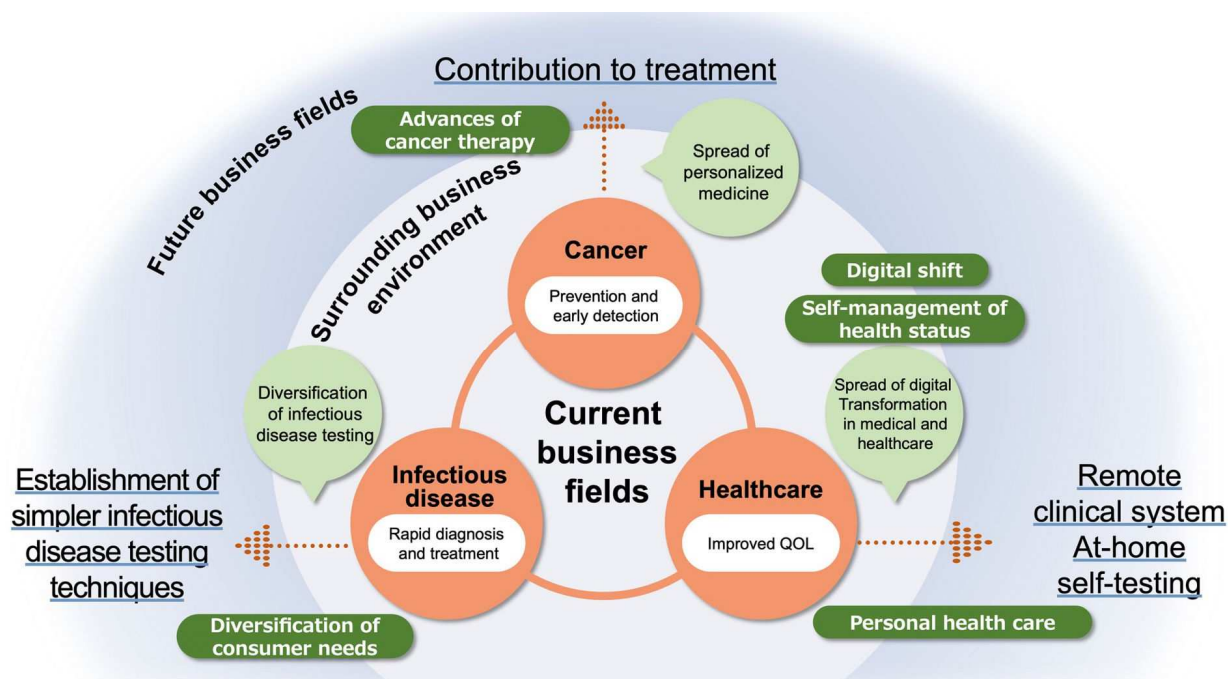 Contribution to treatment
Future business fields
Advances of
cancer therapy
Surrounding business
environment
Spread of
personalized
medicine
Cancer
Prevention and
early detection
Digital shift
Self-management of
health status
Diversification
of infectious
disease testing
Spread of digital
Transformation
in medical and
healthcare
Current
business
fields
Infectious
disease
Rapid diagnosis
and treatment
Healthcare
Improved QOL
Establishment of
simpler infectious
disease testing
techniques
Remote
clinical system
At-home
self-testing
Diversification of
consumer needs
Personal health care